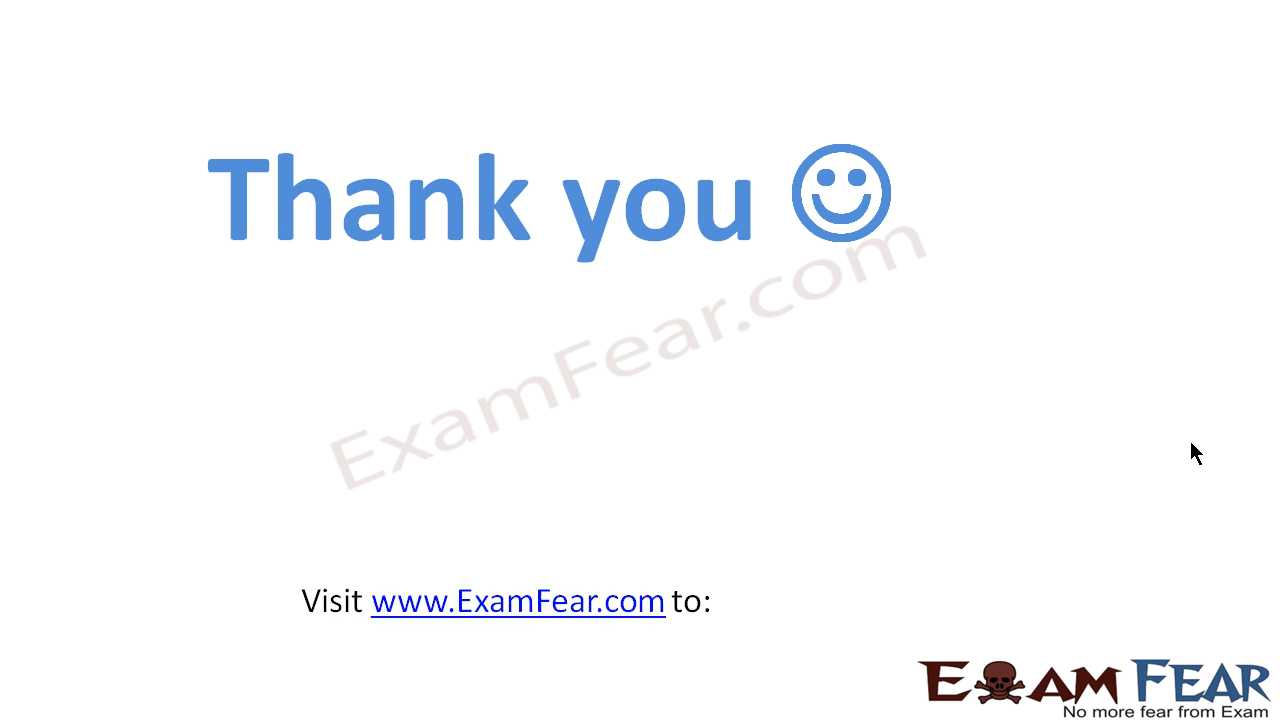 Thank you ☺
ExamFear.com
Visit www.ExamFear.com to:
EXAM FEAR
No more fear from Exam